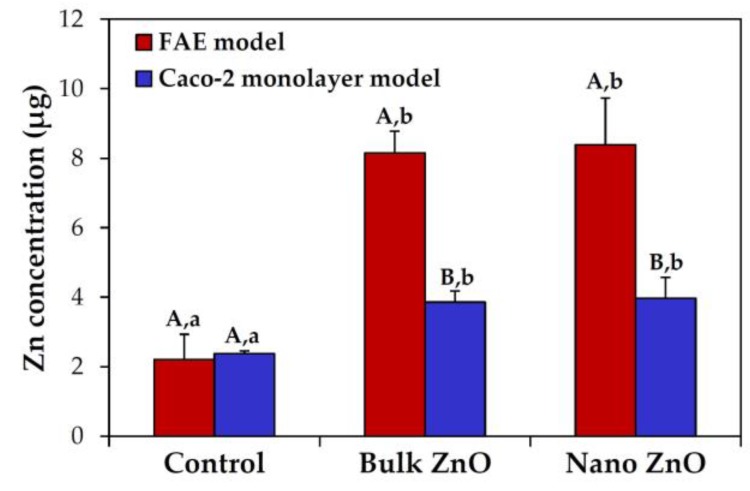 12
10
8
6
4
2
0
Zn concentration (µg)
FAE model
Caco-2 monolayer model
A,a
A,a
A,b
B,b
A,b
B,b
Control
Bulk ZnO
Nano ZnO